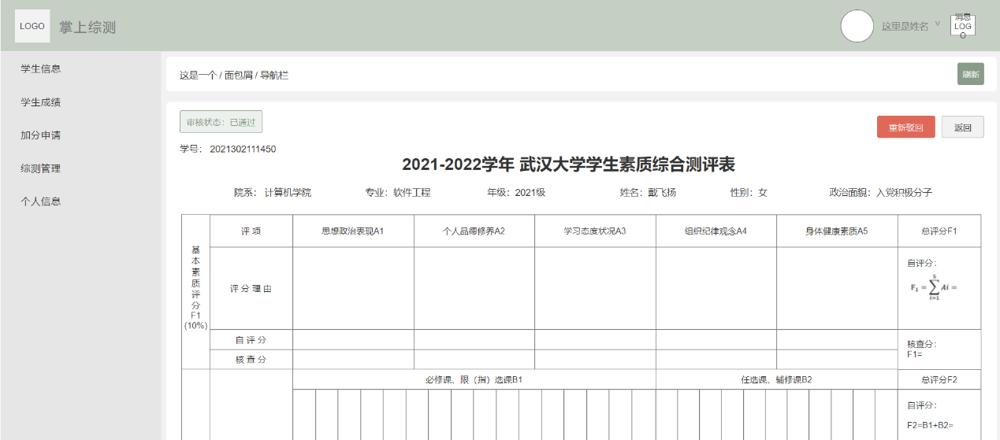 LOGO
掌上综测
这里是姓名 ∨
消息
LOG
O
学生信息
学生成绩
加分申请
综测管理
个人信息
这是一个 / 面包屑 / 导航栏
刷新
审核状态：已通过
重新驳回
返回
学号： 2021302111450
2021-2022学年 武汉大学学生素质综合测评表
院系： 计算机学院 专业：软件工程 年级：2021级 姓名：戴飞扬 性别：女 政治面貌：入党积极分子
基
本
素
质
评
分
F1
(10%)
评 项 思想政治表现A1 个人品德修养A2 学习态度状况A3 组织纪律观念A4 身体健康素质A5 总评分F1
评 分 理 由
自评分：
F₁ = ∑ᵢ₌₁⁵ Ai =
自 评 分
核 查 分
核查分：
F1=
必修课、限（指）选课B1 任选课、辅修课B2 总评分F2
自评分：
F2=B1+B2=